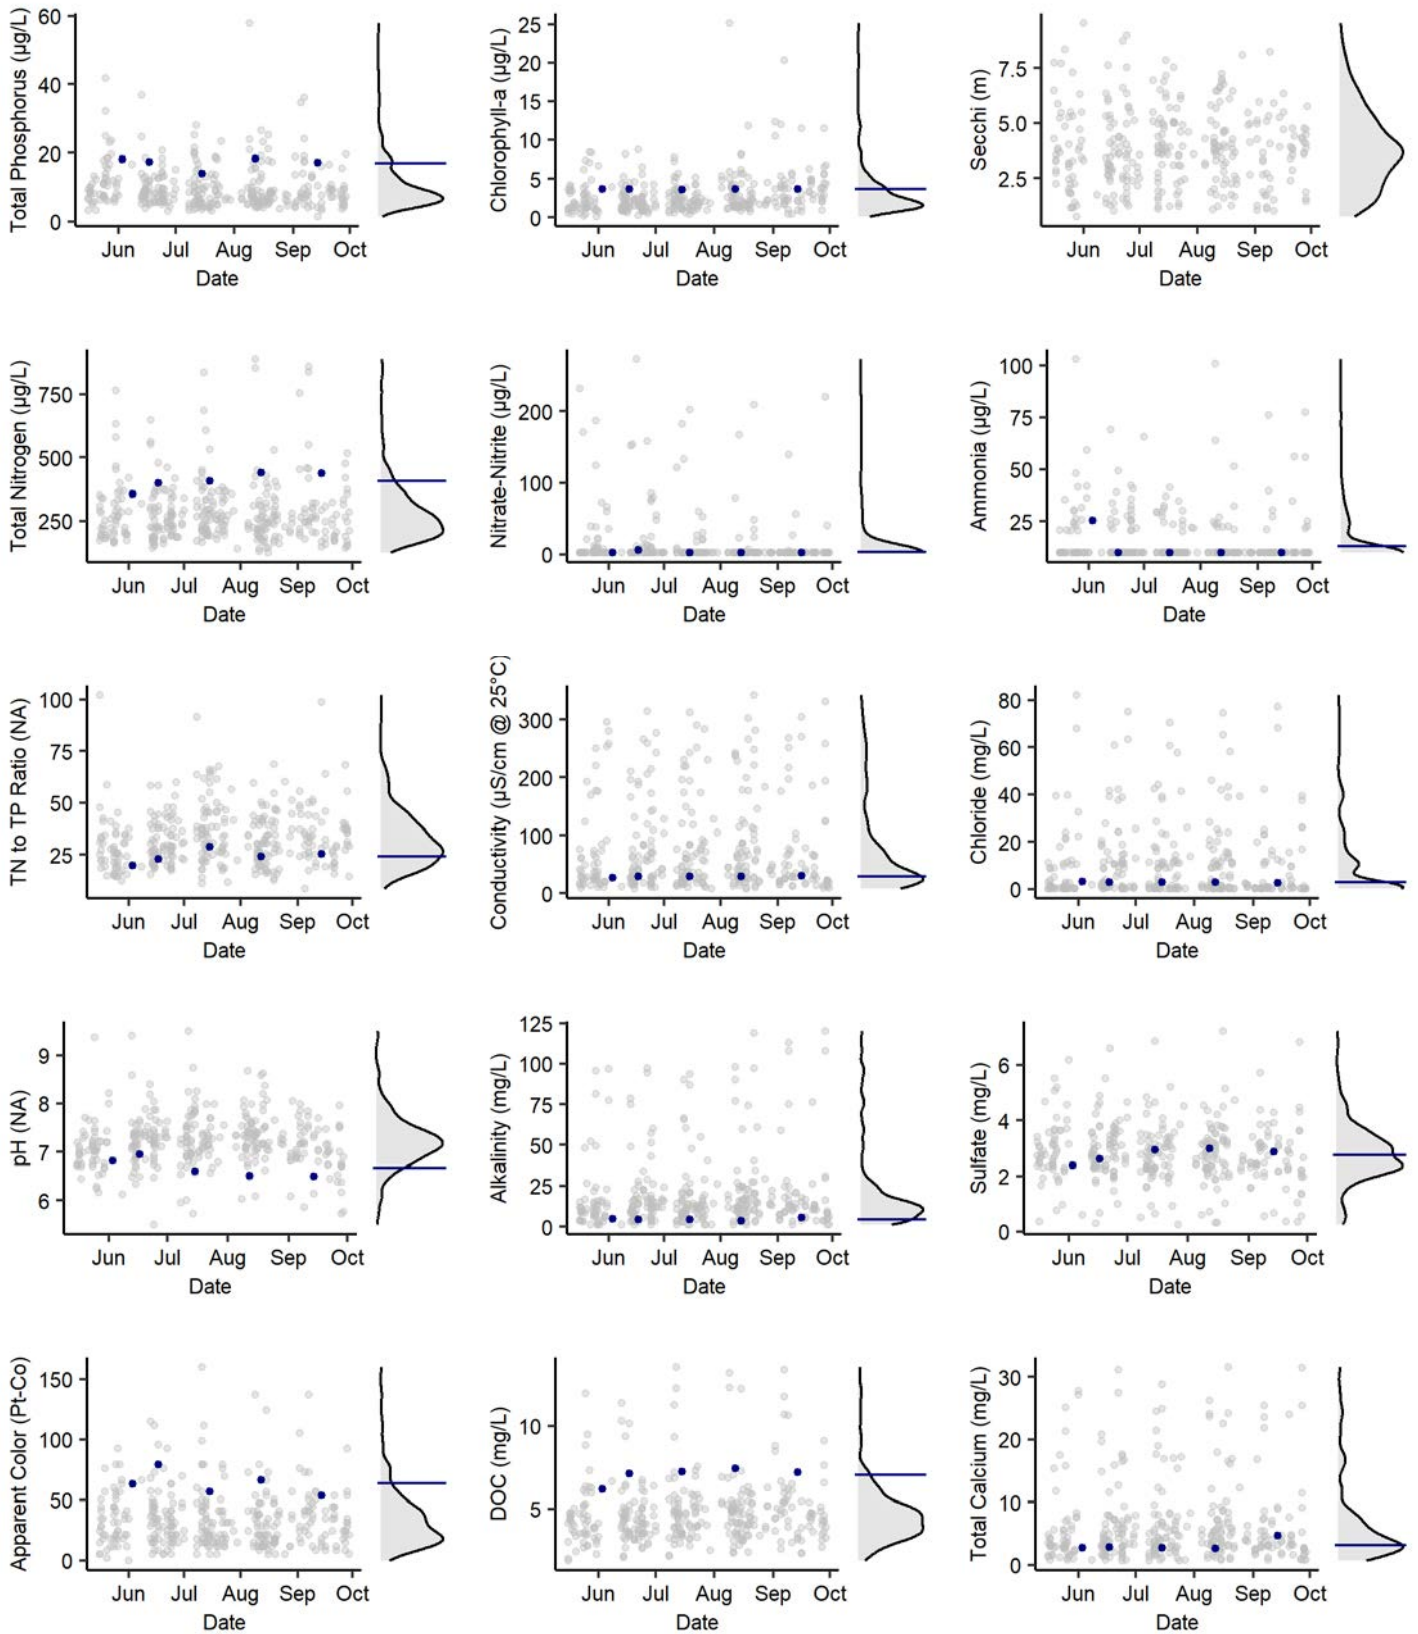 Total Phosphorus (µg/L)
60
40
20
0
Jun Jul Aug Sep Oct
Date
Chlorophyll-a (µg/L)
25
20
15
10
5
0
Jun Jul Aug Sep Oct
Date
Secchi (m)
7.5
5.0
2.5
Jun Jul Aug Sep Oct
Date
Total Nitrogen (µg/L)
750
500
250
Jun Jul Aug Sep Oct
Date
Nitrate-Nitrite (µg/L)
200
100
0
Jun Jul Aug Sep Oct
Date
Ammonia (µg/L)
100
75
50
25
Jun Jul Aug Sep Oct
Date
TN to TP Ratio (NA)
100
75
50
25
Jun Jul Aug Sep Oct
Date
Conductivity (µS/cm @ 25°C)
300
200
100
0
Jun Jul Aug Sep Oct
Date
Chloride (mg/L)
80
60
40
20
0
Jun Jul Aug Sep Oct
Date
pH (NA)
9
8
7
6
Jun Jul Aug Sep Oct
Date
Alkalinity (mg/L)
125
100
75
50
25
0
Jun Jul Aug Sep Oct
Date
Sulfate (mg/L)
6
4
2
0
Jun Jul Aug Sep Oct
Date
Apparent Color (Pt-Co)
150
100
50
0
Jun Jul Aug Sep Oct
Date
DOC (mg/L)
10
5
Jun Jul Aug Sep Oct
Date
Total Calcium (mg/L)
30
20
10
0
Jun Jul Aug Sep Oct
Date